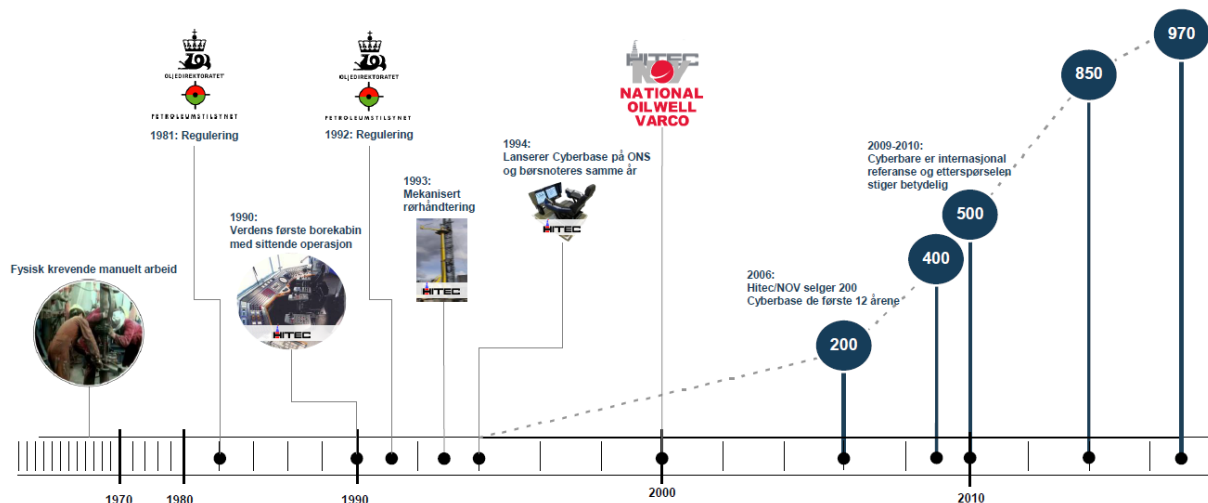 OLJEDIREKTORATET
PETROLEUMSTILSYNET
1981: Regulering
OLJEDIREKTORATET
PETROLEUMSTILSYNET
1992: Regulering
HITEC
NOV
NATIONAL
OILWELL
VARCO
970
850
1994:
Lanserer Cyberbase på ONS
og børsnoteres samme år
HITEC
2009-2010:
Cyberbare er internasjonal
referanse og etterspørselen
stiger betydelig
1993:
Mekanisert
rørhåndtering
HITEC
500
1990:
Verdens første borekabin
med sittende operasjon
HITEC
400
Fysisk krevende manuelt arbeid
2006:
Hitec/NOV selger 200
Cyberbase de første 12 årene
200
1970
1980
1990
2000
2010